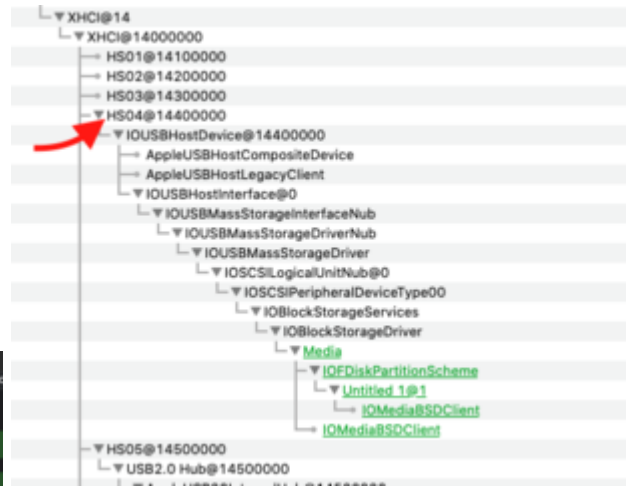 XHCI@14
XHCI@14000000
HS01@14100000
HS02@14200000
HS03@14300000
HS04@14400000
IOUSBHostDevice@14400000
AppleUSBHostCompositeDevice
AppleUSBHostLegacyClient
IOUSBHostInterface@0
IOUSBMassStorageInterfaceNub
IOUSBMassStorageDriverNub
IOUSBMassStorageDriver
IOSCSILogicalUnitNub@0
IOSCSIPeripheralDeviceType00
IOBlockStorageServices
IOBlockStorageDriver
Media
IOFDiskPartitionScheme
Untitled 1@1
IOMediaBSDClient
IOMediaBSDClient
HS05@14500000
USB2.0 Hub@14500000